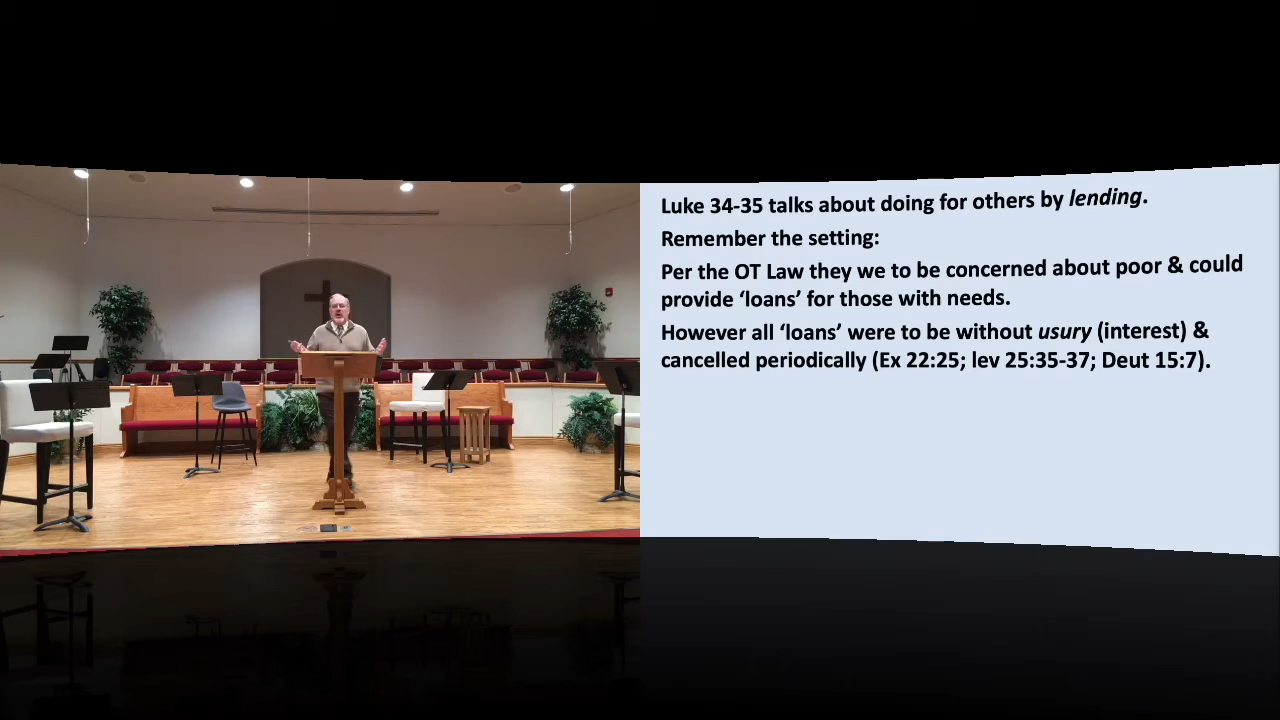 Luke 34-35 talks about doing for others by lending.
Remember the setting:
Per the OT Law they we to be concerned about poor & could
provide ‘loans’ for those with needs.
However all ‘loans’ were to be without usury (interest) &
cancelled periodically (Ex 22:25; lev 25:35-37; Deut 15:7).